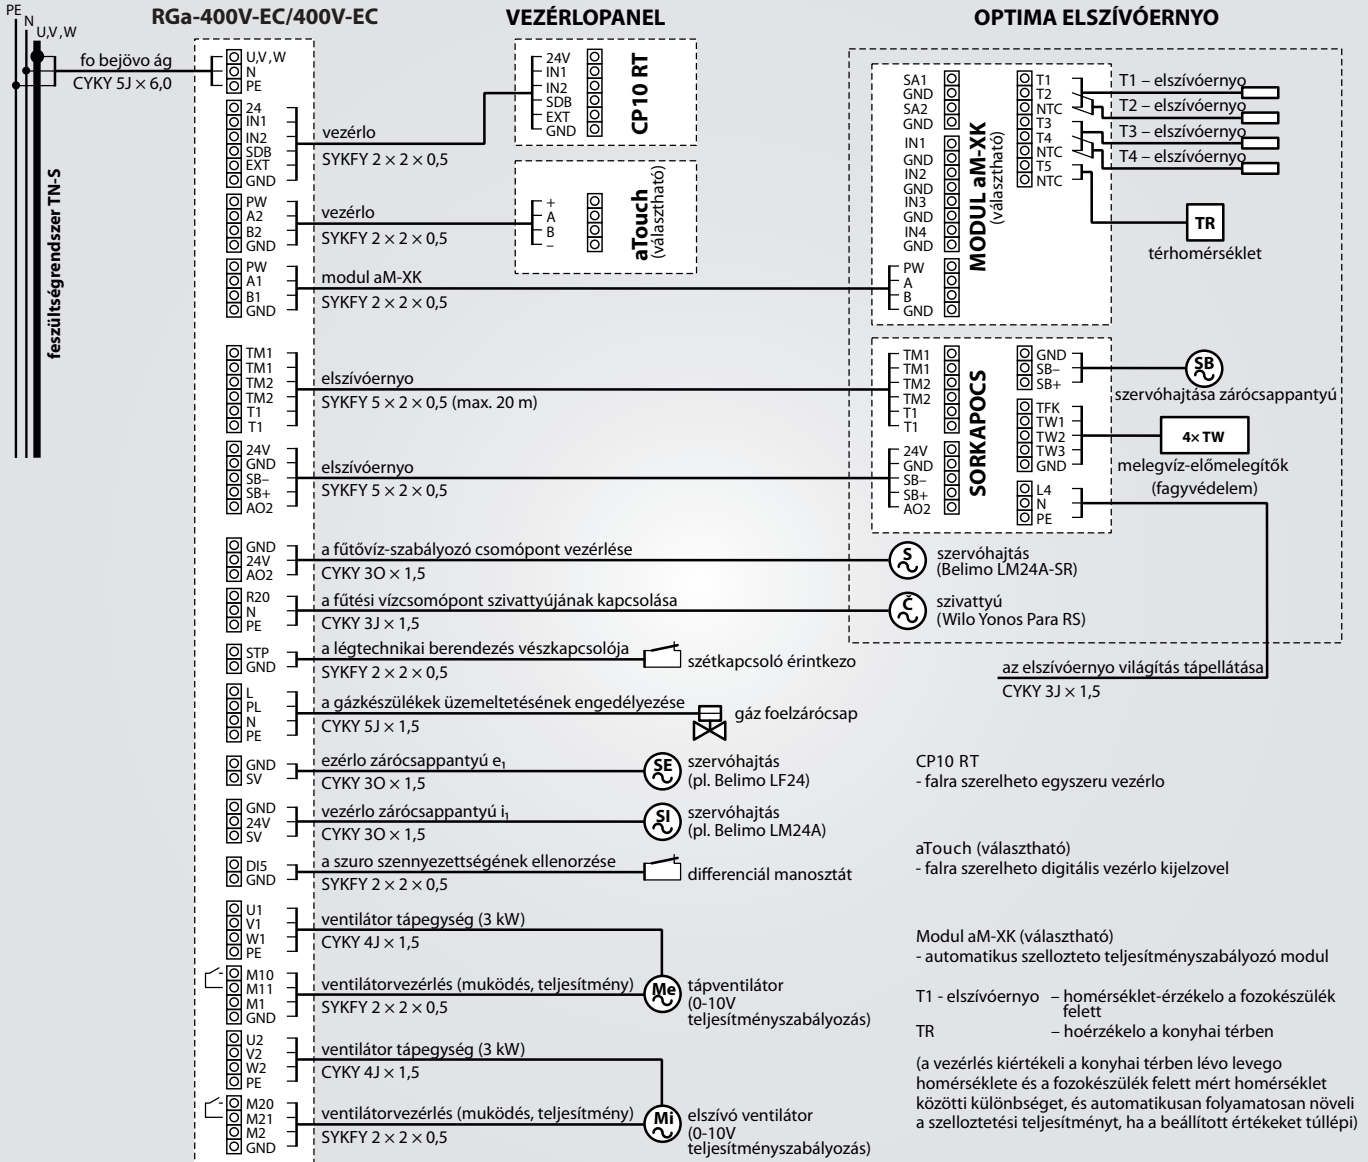 PE
N
U,V,W
RGa-400V-EC/400V-EC
VEZÉRLOPANEL
OPTIMA ELSZÍVÓERNYO
fo bejövo ág
CYKY 5J × 6,0
feszültségrendszer TN-S
U,V,W
N
PE
24
IN1
IN2
SDB
EXT
GND
vezérlo
SYKFY 2 × 2 × 0,5
PW
A2
B2
GND
vezérlo
SYKFY 2 × 2 × 0,5
PW
A1
B1
GND
modul aM-XK
SYKFY 2 × 2 × 0,5
TM1
TM1
TM2
TM2
T1
T1
elszívóernyo
SYKFY 5 × 2 × 0,5 (max. 20 m)
24V
GND
SB–
SB+
AO2
elszívóernyo
SYKFY 5 × 2 × 0,5
GND
24V
AO2
a fűtővíz-szabályozó csomópont vezérlése
CYKY 3O × 1,5
R20
N
PE
a fűtési vízcsomópont szivattyújának kapcsolása
CYKY 3J × 1,5
STP
GND
a légtechnikai berendezés vészkapcsolója
SYKFY 2 × 2 × 0,5
szétkapcsoló érintkezo
L
PL
N
PE
a gázkészülékek üzemeltetésének engedélyezése
CYKY 5J × 1,5
gáz foelzárócsap
GND
SV
ezérlo zárócsappantyú e1
CYKY 3O × 1,5
SE
szervóhajtás
(pl. Belimo LF24)
GND
24V
SV
vezérlo zárócsappantyú i1
CYKY 3O × 1,5
SI
szervóhajtás
(pl. Belimo LM24A)
DI5
GND
a szuro szennyezettségének ellenorzése
SYKFY 2 × 2 × 0,5
differenciál manosztát
U1
V1
W1
PE
ventilátor tápegység (3 kW)
CYKY 4J × 1,5
M10
M11
M1
GND
ventilátorvezérlés (muködés, teljesítmény)
SYKFY 2 × 2 × 0,5
Me
tápventilátor
(0-10V
teljesítményszabályozás)
U2
V2
W2
PE
ventilátor tápegység (3 kW)
CYKY 4J × 1,5
M20
M21
M2
GND
ventilátorvezérlés (muködés, teljesítmény)
SYKFY 2 × 2 × 0,5
Mi
elszívó ventilátor
(0-10V
teljesítményszabályozás)
24V
IN1
IN2
SDB
EXT
GND
CP10 RT
+
A
B
–
aTouch
(választható)
SA1
GND
SA2
GND
IN1
GND
IN2
GND
IN3
GND
IN4
GND
PW
A
B
GND
MODUL aM-XK
(választható)
T1
T2
NTC
T3
T4
NTC
T5
NTC
T1 – elszívóernyo
T2 – elszívóernyo
T3 – elszívóernyo
T4 – elszívóernyo
TR
térhomérséklet
TM1
TM1
TM2
TM2
T1
T1
24V
GND
SB–
SB+
AO2
SORKAPOCS
GND
SB–
SB+
TFK
TW1
TW2
TW3
GND
L4
N
PE
SB
szervóhajtása zárócsappantyú
4× TW
melegvíz-előmelegítők
(fagyvédelem)
S
szervóhajtás
(Belimo LM24A-SR)
Č
szivattyú
(Wilo Yonos Para RS)
az elszívóernyo világítás tápellátása
CYKY 3J × 1,5
CP10 RT
- falra szerelheto egyszeru vezérlo
aTouch (választható)
- falra szerelheto digitális vezérlo kijelzovel
Modul aM-XK (választható)
- automatikus szellozteto teljesítményszabályozó modul
T1 - elszívóernyo – homérséklet-érzékelo a fozokészülék
felett
TR – hoérzékelo a konyhai térben
(a vezérlés kiértékeli a konyhai térben lévo levego
homérséklete és a fozokészülék felett mért homérséklet
közötti különbséget, és automatikusan folyamatosan növeli
a szelloztetési teljesítményt, ha a beállított értékeket túllépi)